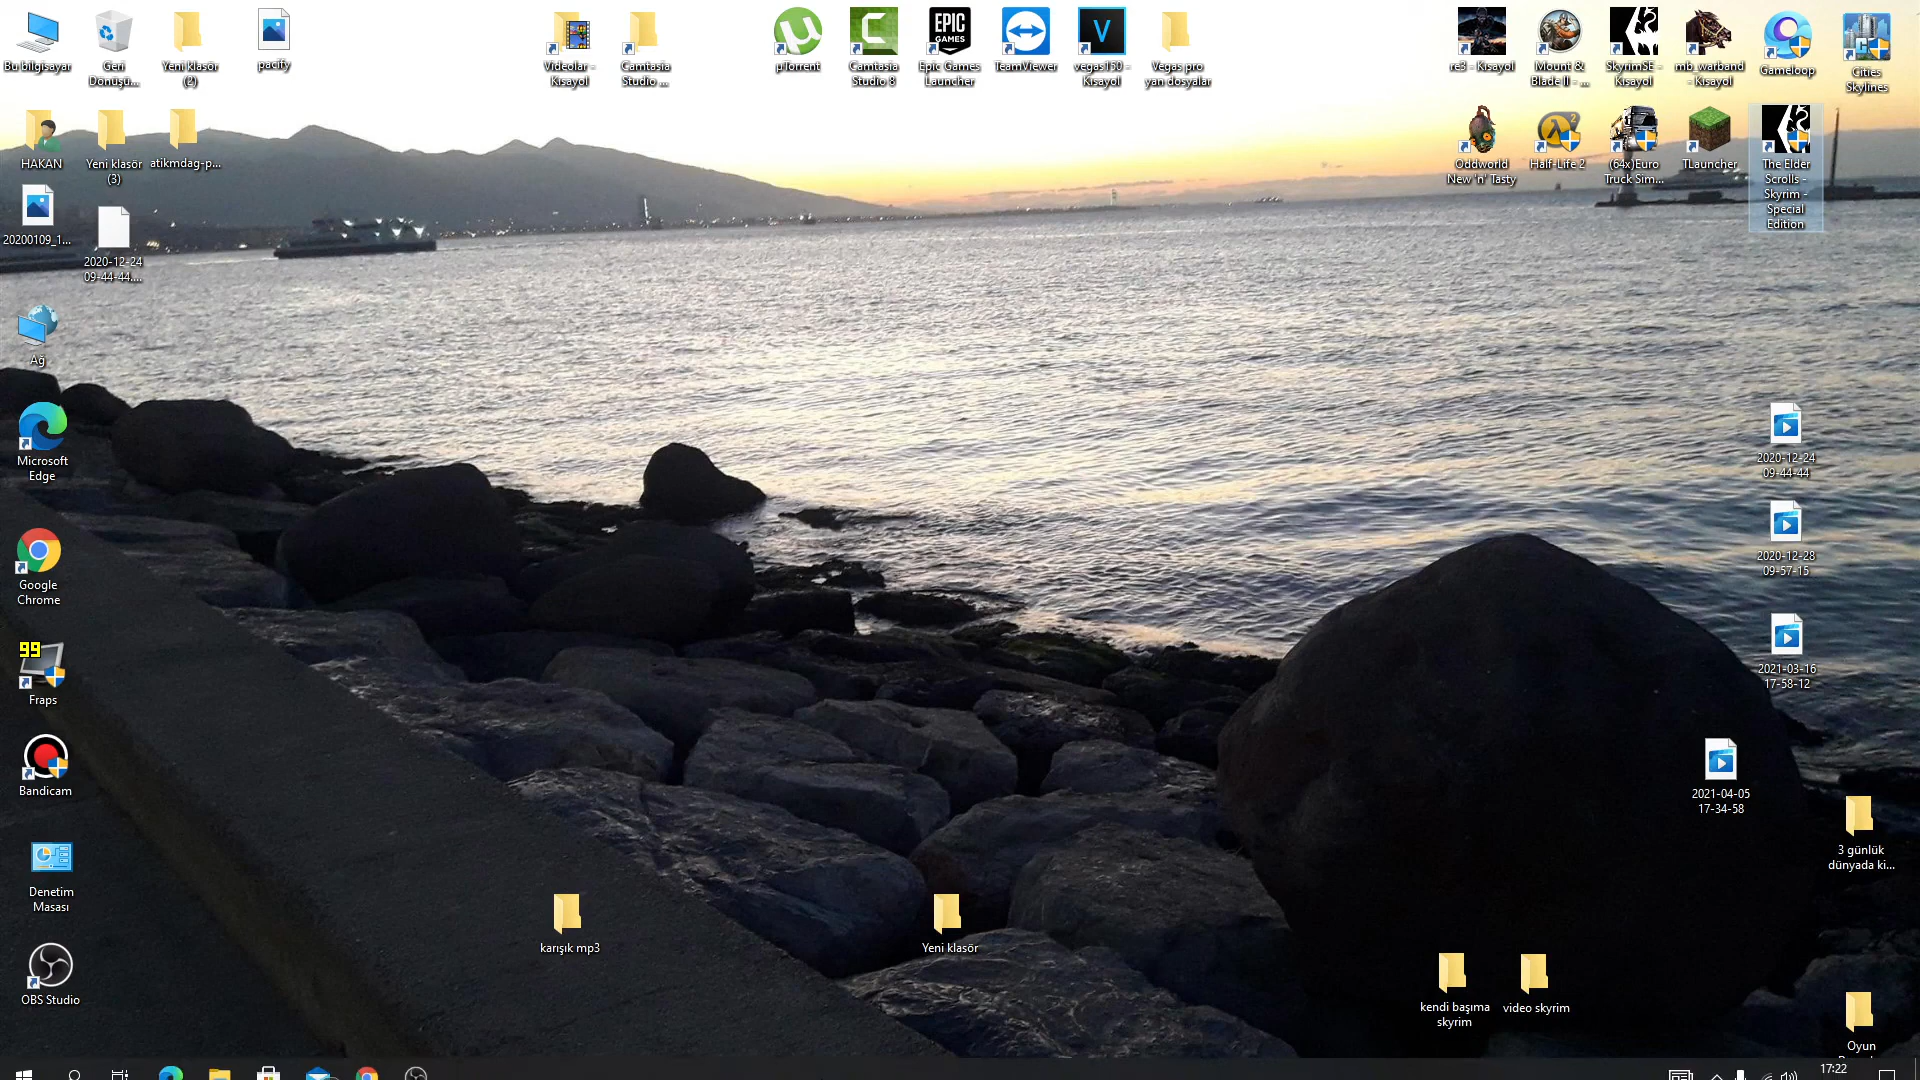 Bu bilgisayar
Geri
Dönüşü...
Yeni klasör
(2)
pacify
Videolar -
Kısayol
Camtasia
Studio ...
µTorrent
Camtasia
Studio 8
EPIC
GAMES
Epic Games
Launcher
TeamViewer
V
vegas150 -
Kısayol
Vegas pro
yan dosyalar
re3 - Kısayol
Mount &
Blade II - ...
SkyrimSE -
Kısayol
mb_warband
- Kısayol
Gameloop
Cities
Skylines
HAKAN
Yeni klasör
(3)
atikmdag-p...
Oddworld
New 'n' Tasty
Half-Life 2
(64x)Euro
Truck Sim...
TLauncher
The Elder
Scrolls -
Skyrim -
Special
Edition
20200109_1...
2020-12-24
09-44-44....
Ağ
Microsoft
Edge
2020-12-24
09-44-44
2020-12-28
09-57-15
Google
Chrome
99
Fraps
2021-03-16
17-58-12
Bandicam
2021-04-05
17-34-58
3 günlük
dünyada ki...
Denetim
Masası
karışık mp3
Yeni klasör
OBS Studio
kendi başıma
skyrim
video skyrim
Oyun
17:22